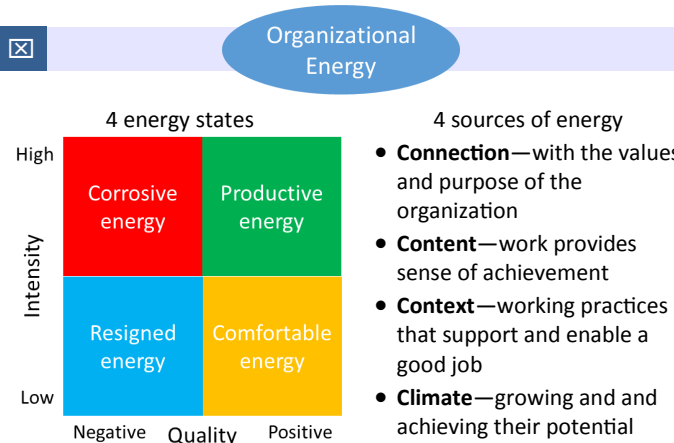 Organizational
Energy
4 energy states
High
Corrosive
energy
Productive
energy
Intensity
Resigned
energy
Comfortable
energy
Low
Negative
Quality
Positive
4 sources of energy
• Connection—with the values
and purpose of the
organization
• Content—work provides
sense of achievement
• Context—working practices
that support and enable a
good job
• Climate—growing and and
achieving their potential